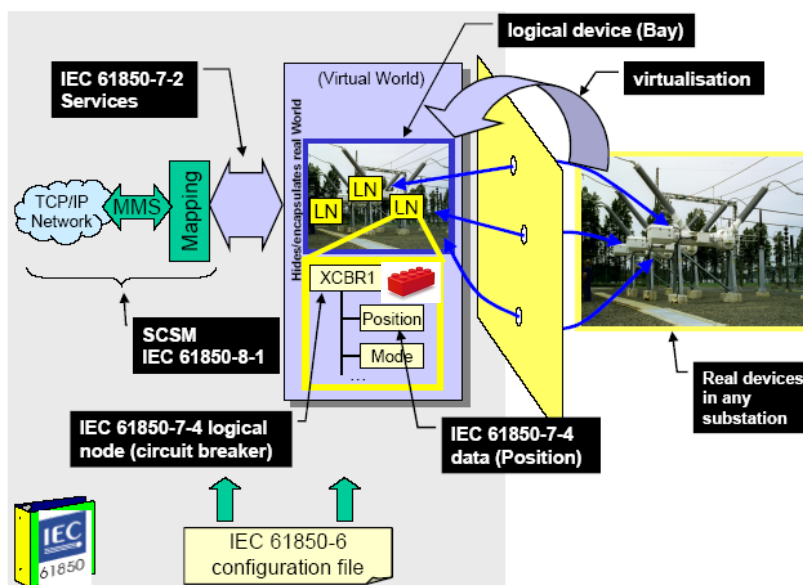 logical device (Bay)
IEC 61850-7-2
Services
(Virtual World)
virtualisation
Hides/encapsulates real World
TCP/IP
Network
MMS
Mapping
LN
LN
LN
XCBR1
Position
Mode
...
SCSM
IEC 61850-8-1
Real devices
in any
substation
IEC 61850-7-4 logical
node (circuit breaker)
IEC 61850-7-4
data (Position)
IEC 61850-6
configuration file
IEC
61850